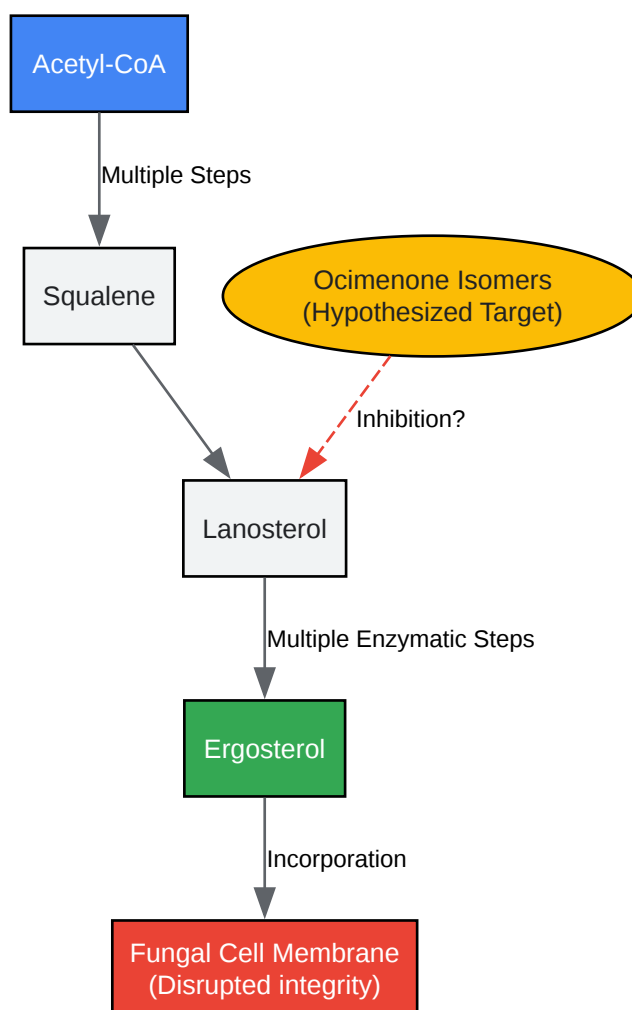 Acetyl-CoA
Multiple Steps
Squalene
Ocimenone Isomers
(Hypothesized Target)
Inhibition?
Lanosterol
Multiple Enzymatic Steps
Ergosterol
Incorporation
Fungal Cell Membrane
(Disrupted integrity)